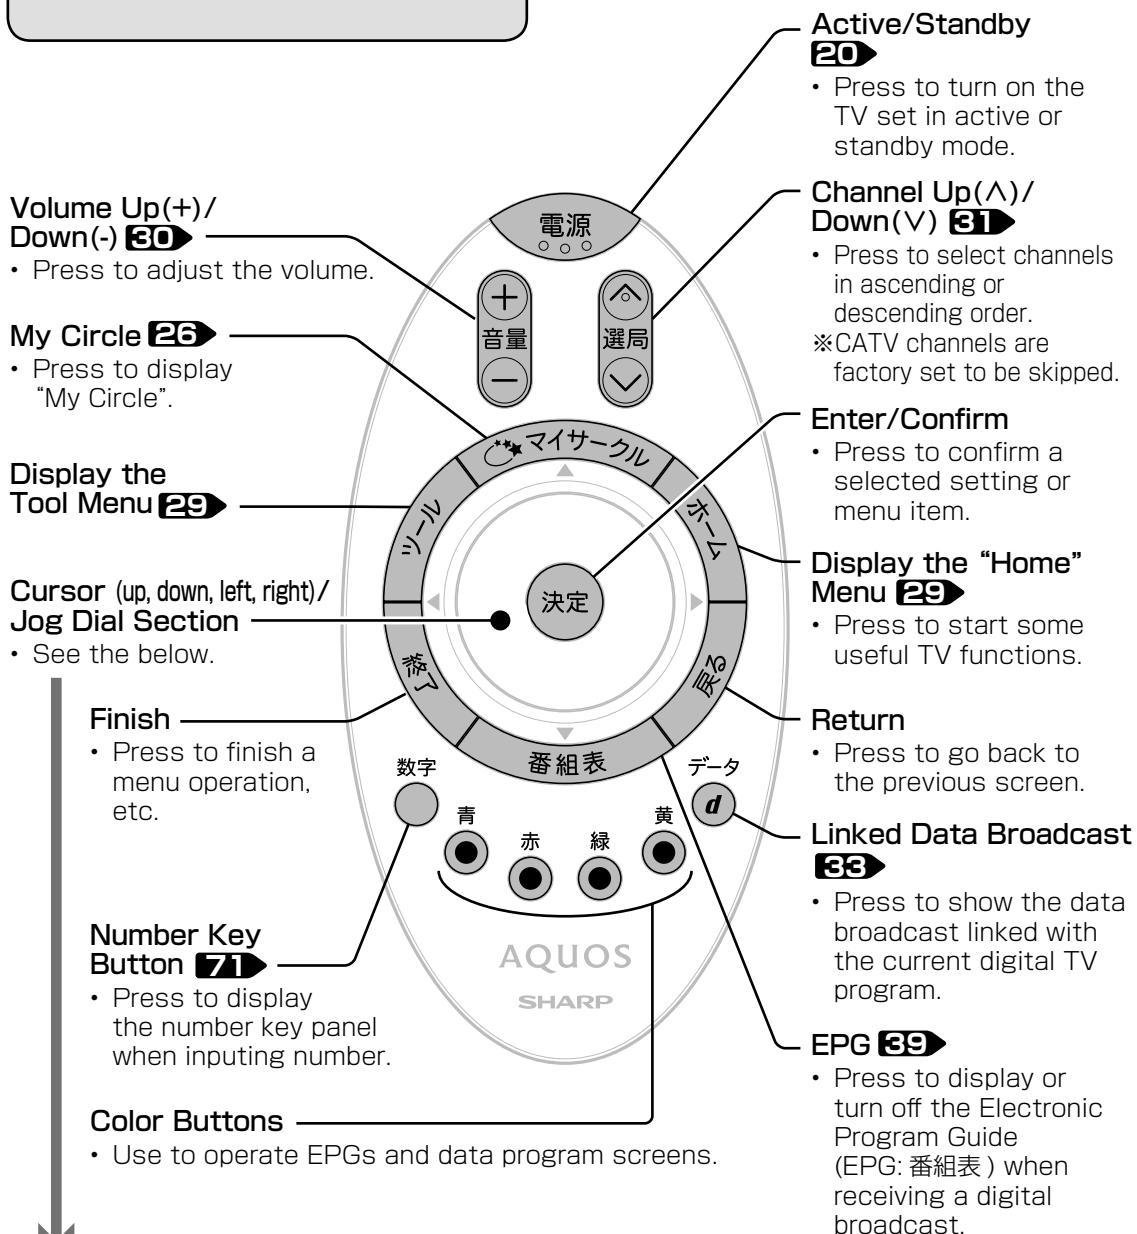 Active/Standby
20
• Press to turn on the
TV set in active or
standby mode.
Volume Up(+)/
Down(-) 30
• Press to adjust the volume.
My Circle 26
• Press to display
“My Circle”.
Display the
Tool Menu 29
Cursor (up, down, left, right)/
Jog Dial Section
• See the below.
Finish
• Press to finish a
menu operation,
etc.
Number Key
Button 71
• Press to display
the number key panel
when inputing number.
Color Buttons
• Use to operate EPGs and data program screens.
電源
+
音量
−
∧
選局
∨
マイサークル
ツール
ホーム
決定
終了
戻る
番組表
数字
データ
d
青
赤
緑
黄
AQUOS
SHARP
Channel Up(∧)/
Down(∨) 31
• Press to select channels
in ascending or
descending order.
※CATV channels are
factory set to be skipped.
Enter/Confirm
• Press to confirm a
selected setting or
menu item.
Display the “Home”
Menu 29
• Press to start some
useful TV functions.
Return
• Press to go back to
the previous screen.
Linked Data Broadcast
33
• Press to show the data
broadcast linked with
the current digital TV
program.
EPG 39
• Press to display or
turn off the Electronic
Program Guide
(EPG: 番組表 ) when
receiving a digital
broadcast.